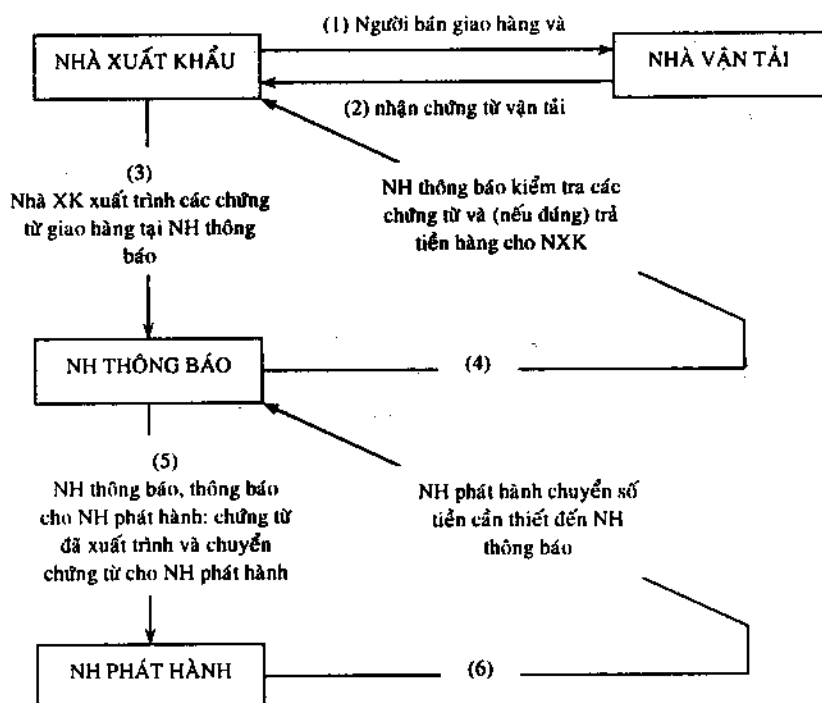 (1) Người bán giao hàng và
NHÀ XUẤT KHẨU
NHÀ VẬN TẢI
(2) nhận chứng từ vận tải
(3)
Nhà XK xuất trình các chứng
từ giao hàng tại NH thông
báo
NH thông báo kiểm tra các
chứng từ và (nếu đúng) trả
tiền hàng cho NXK
NH THÔNG BÁO
(4)
(5)
NH thông báo, thông báo
cho NH phát hành: chứng từ
đã xuất trình và chuyển
chứng từ cho NH phát hành
NH phát hành chuyển số
tiền cần thiết đến NH
thông báo
NH PHÁT HÀNH
(6)